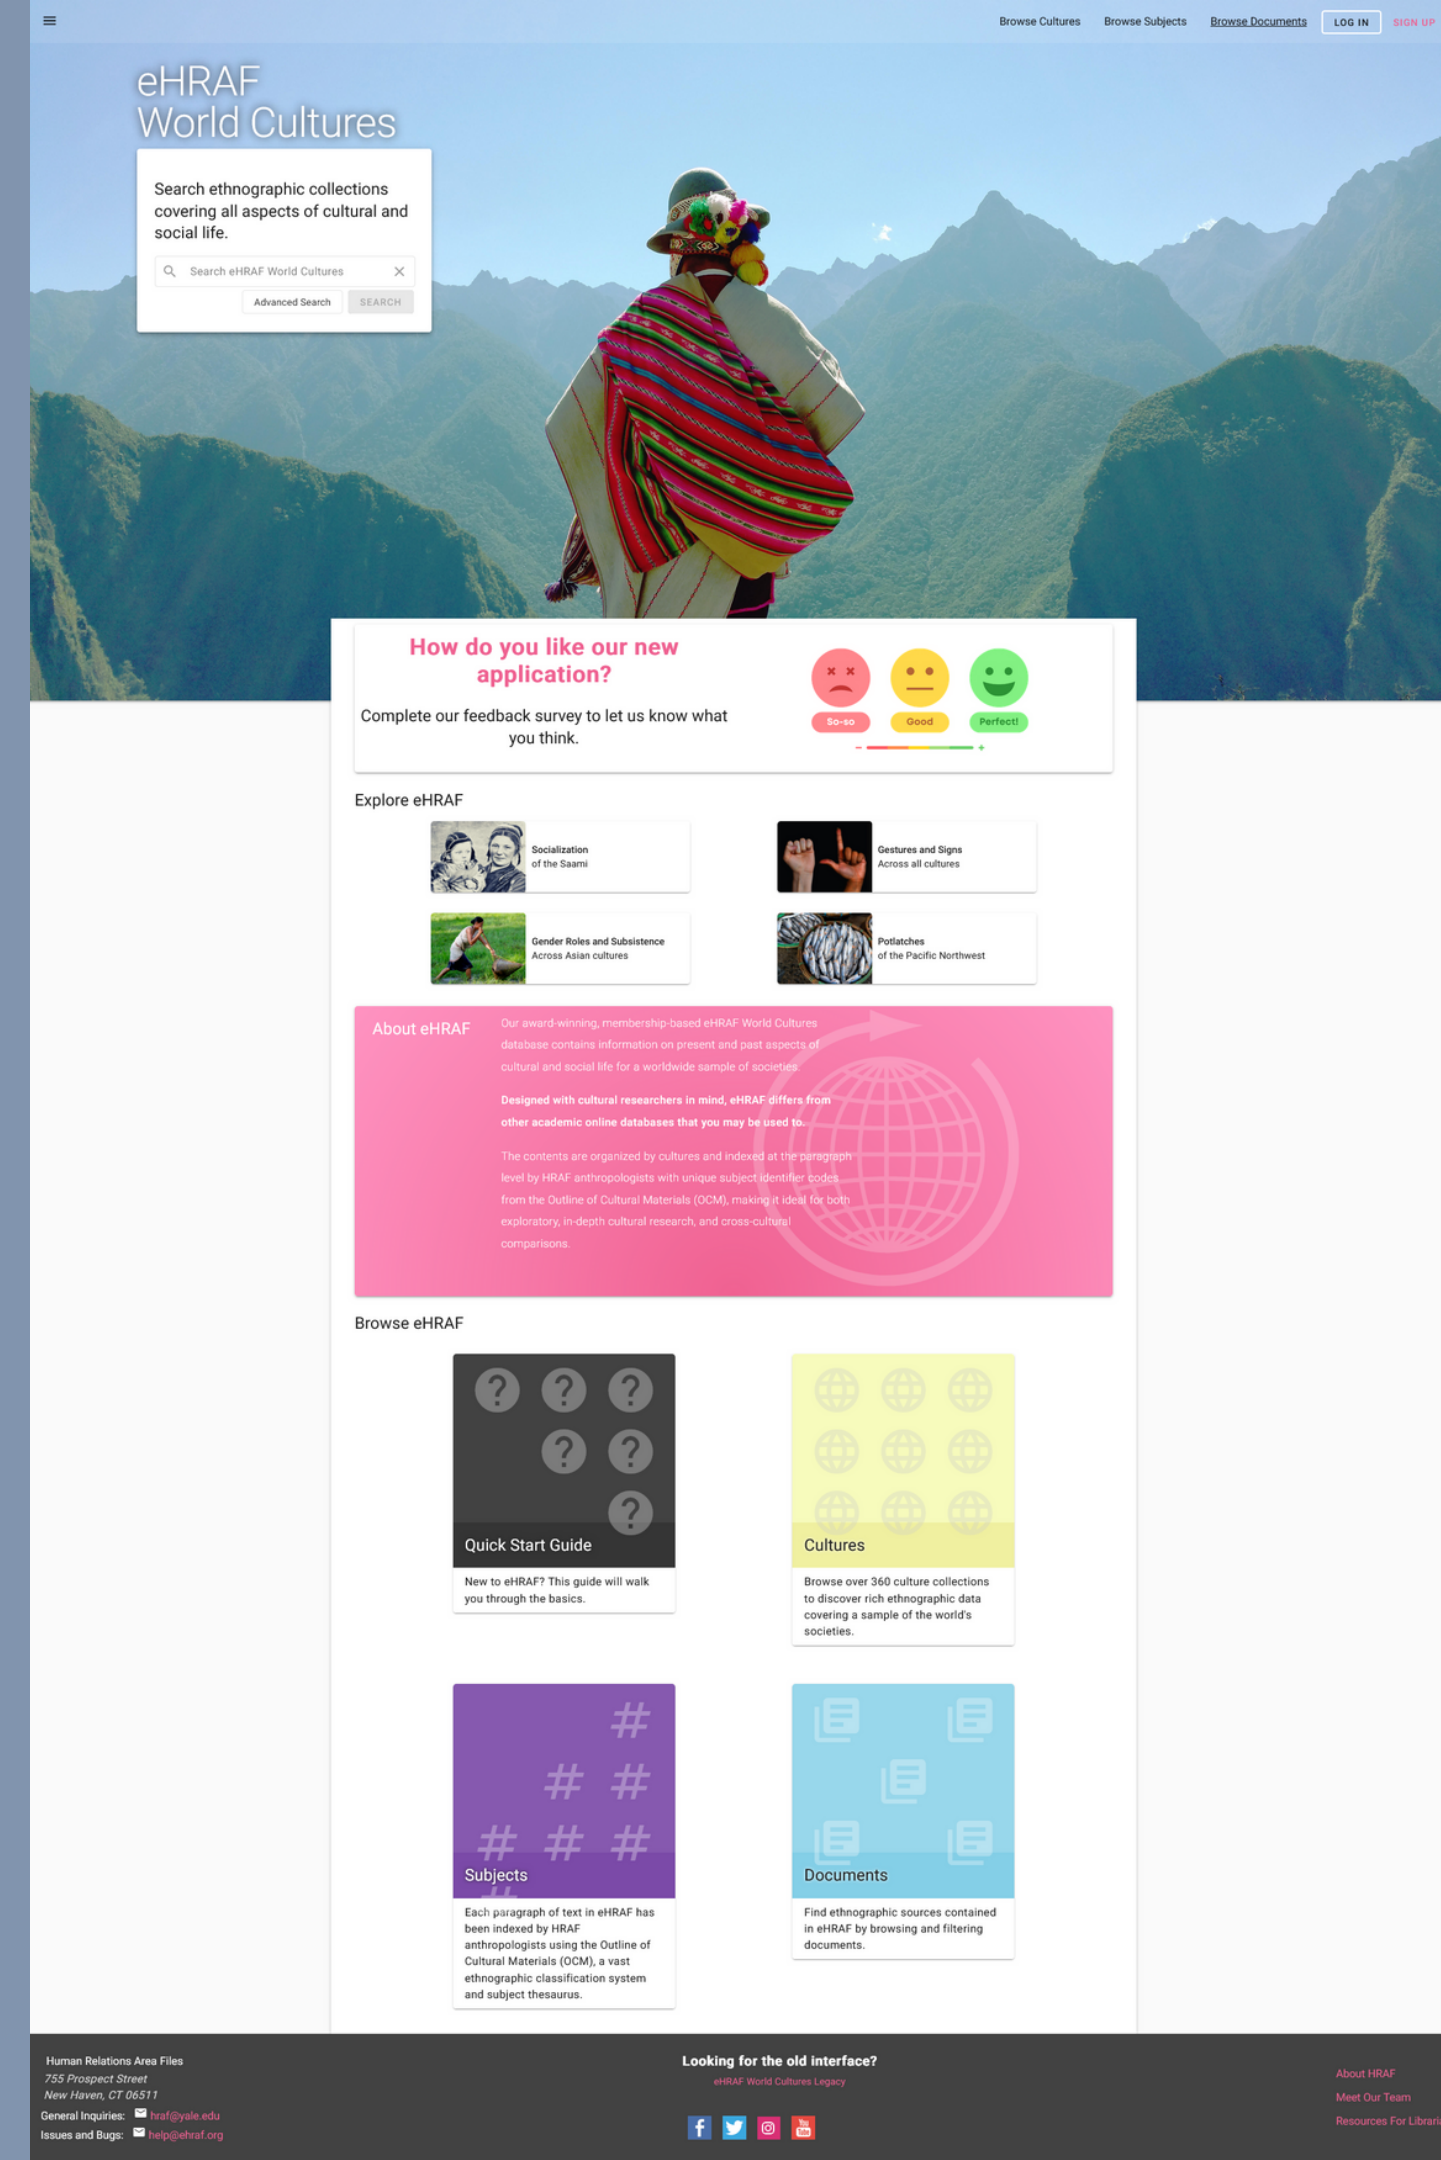 Browse Cultures Browse Subjects Browse Documents LOG IN SIGN UP
eHRAF
World Cultures
Search ethnographic collections
covering all aspects of cultural and
social life.
Search eHRAF World Cultures
Advanced Search SEARCH
How do you like our new
application?
Complete our feedback survey to let us know what
you think.
So-so Good Perfect!
- +
Explore eHRAF
Socialization
of the Saami
Gestures and Signs
Across all cultures
Gender Roles and Subsistence
Across Asian cultures
Potlatches
of the Pacific Northwest
About eHRAF
Our award-winning, membership-based eHRAF World Cultures
database contains information on present and past aspects of
cultural and social life for a worldwide sample of societies.
Designed with cultural researchers in mind, eHRAF differs from
other academic online databases that you may be used to.
The contents are organized by cultures and indexed at the paragraph
level by HRAF anthropologists with unique subject identifier codes
from the Outline of Cultural Materials (OCM), making it ideal for both
exploratory, in-depth cultural research, and cross-cultural
comparisons.
Browse eHRAF
? ? ?
? ?
?
Quick Start Guide
New to eHRAF? This guide will walk
you through the basics.
Cultures
Browse over 360 culture collections
to discover rich ethnographic data
covering a sample of the world's
societies.
#
# #
# # #
Subjects
#
Each paragraph of text in eHRAF has
been indexed by HRAF
anthropologists using the Outline of
Cultural Materials (OCM), a vast
ethnographic classification system
and subject thesaurus.
Documents
Find ethnographic sources contained
in eHRAF by browsing and filtering
documents.
Human Relations Area Files
755 Prospect Street
New Haven, CT 06511
General Inquiries: hraf@yale.edu
Issues and Bugs: help@ehraf.org
Looking for the old interface?
eHRAF World Cultures Legacy
f You Tube
About HRAF
Meet Our Team
Resources For Librari